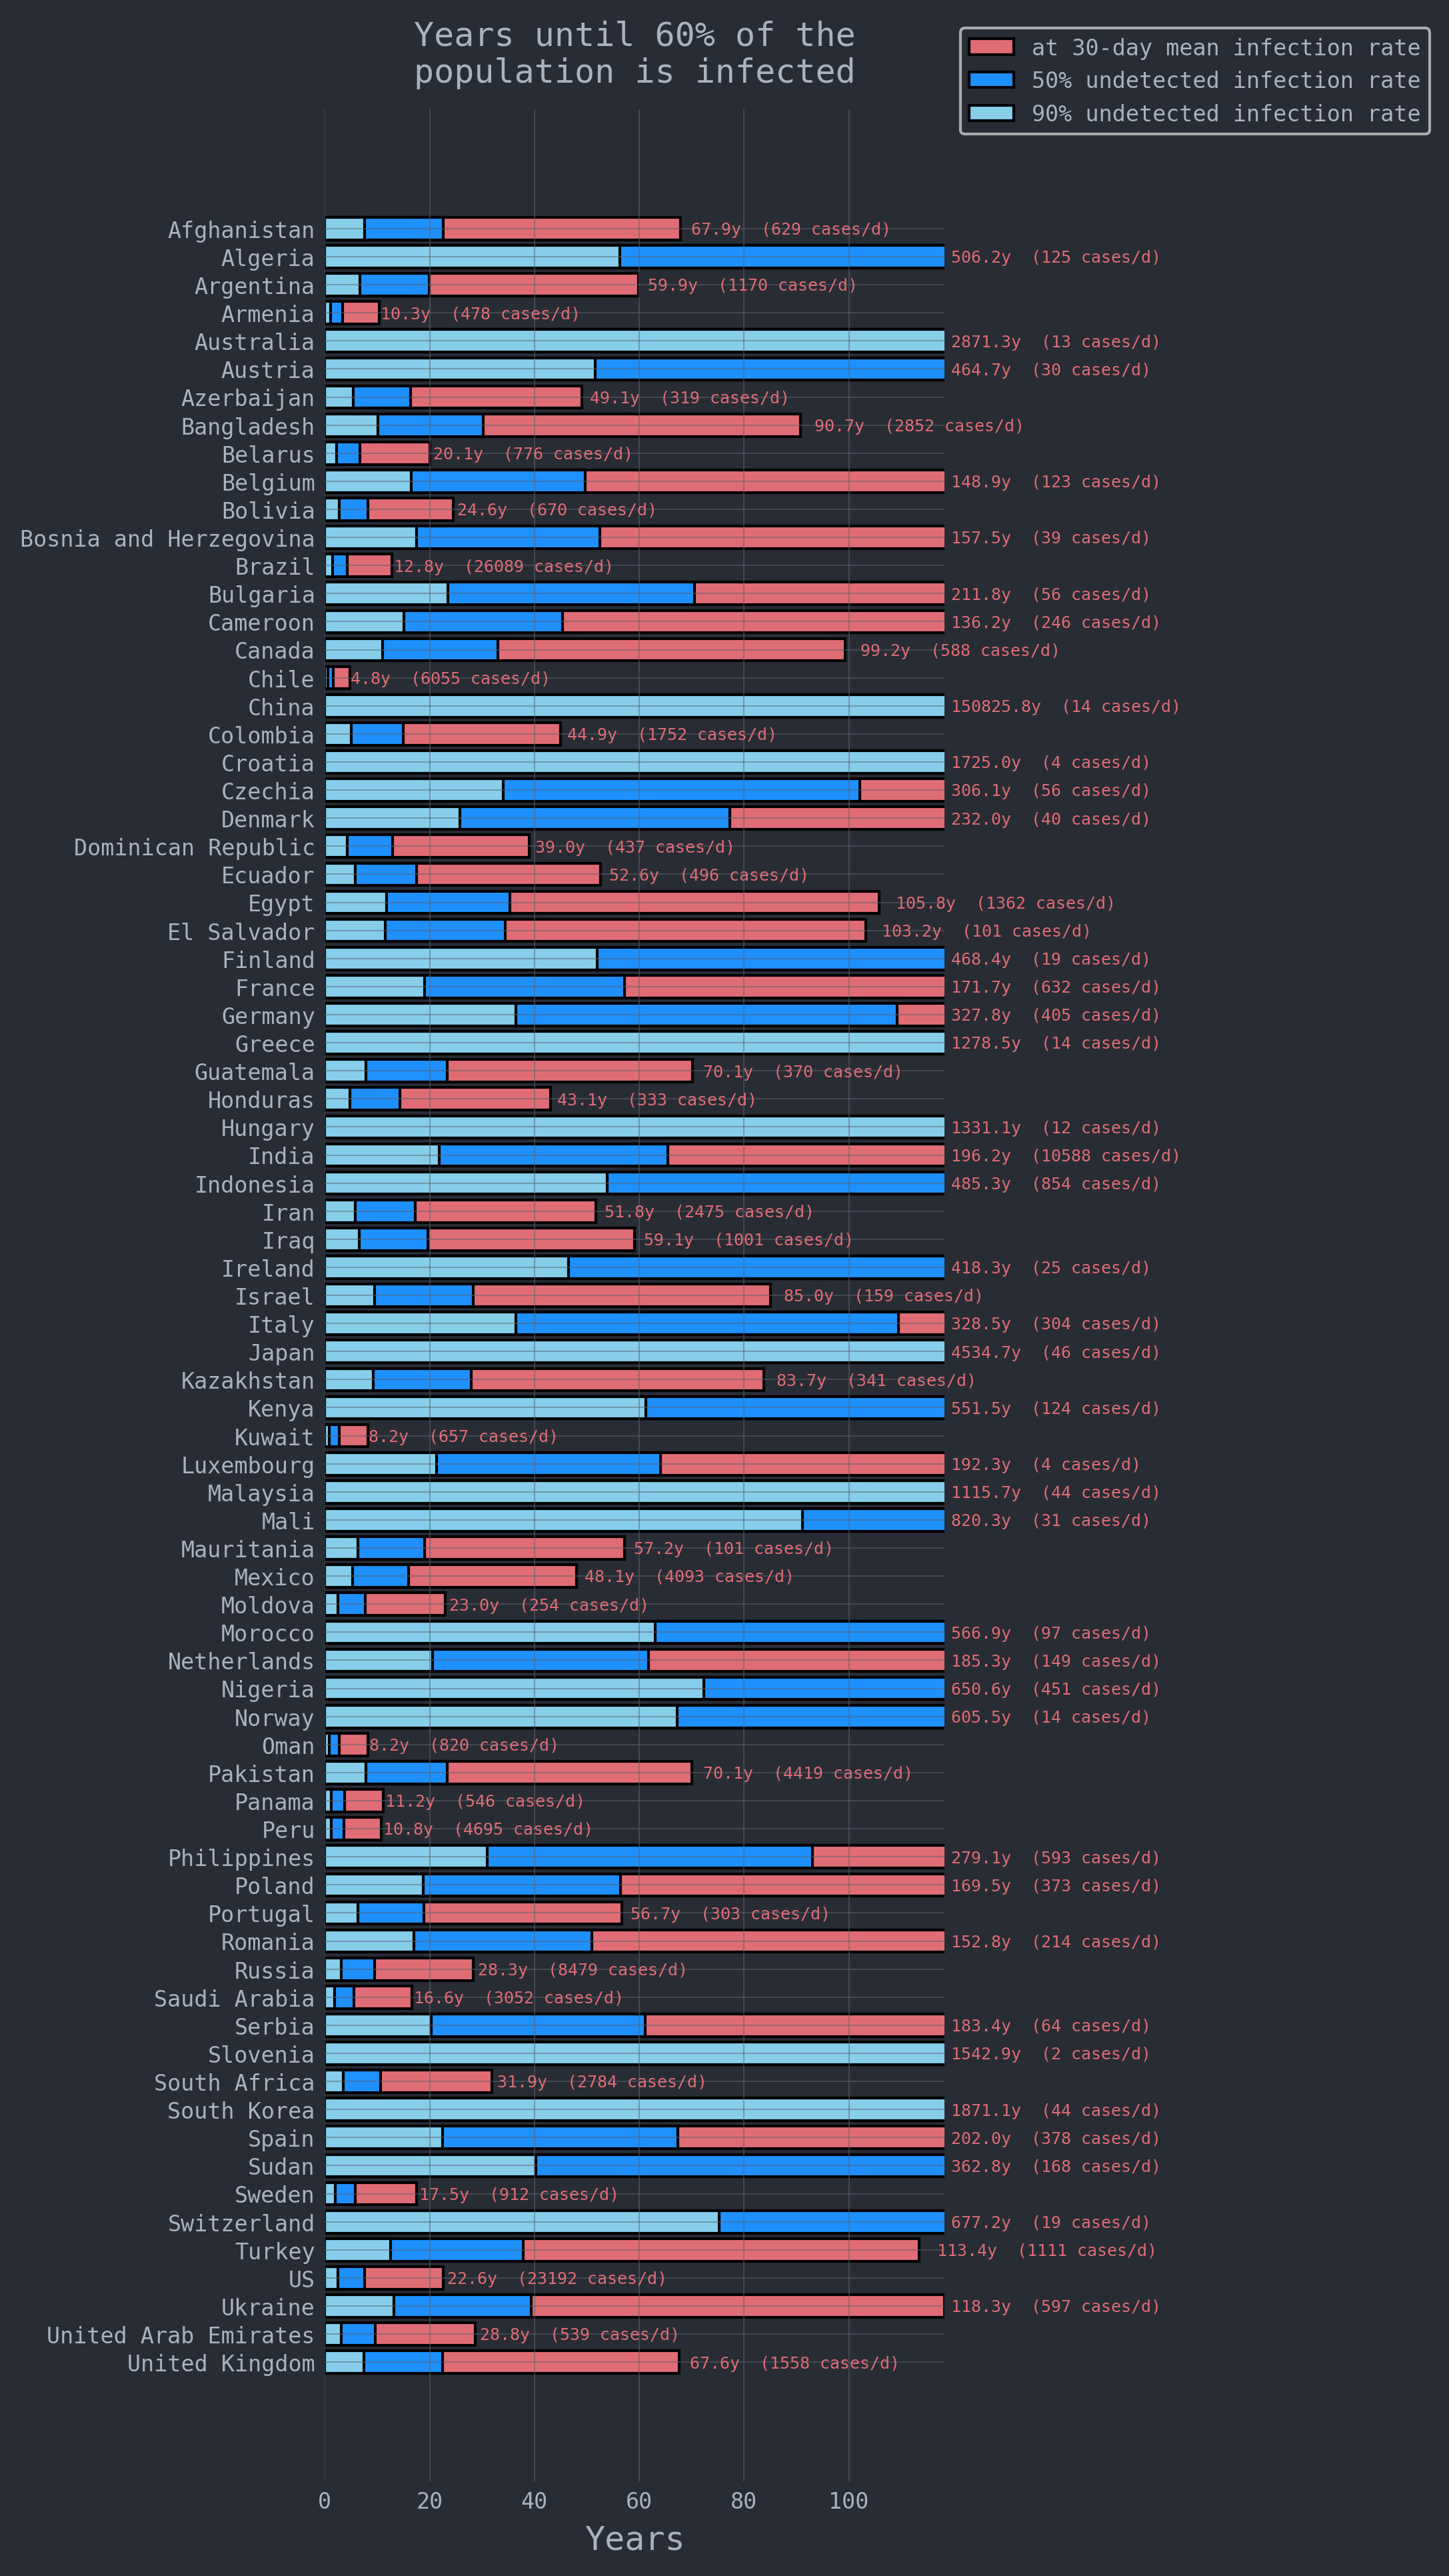 Years until 60% of the
population is infected
at 30-day mean infection rate
50% undetected infection rate
90% undetected infection rate
Afghanistan 67.9y (629 cases/d)
Algeria 506.2y (125 cases/d)
Argentina 59.9y (1170 cases/d)
Armenia 10.3y (478 cases/d)
Australia 2871.3y (13 cases/d)
Austria 464.7y (30 cases/d)
Azerbaijan 49.1y (319 cases/d)
Bangladesh 90.7y (2852 cases/d)
Belarus 20.1y (776 cases/d)
Belgium 148.9y (123 cases/d)
Bolivia 24.6y (670 cases/d)
Bosnia and Herzegovina 157.5y (39 cases/d)
Brazil 12.8y (26089 cases/d)
Bulgaria 211.8y (56 cases/d)
Cameroon 136.2y (246 cases/d)
Canada 99.2y (588 cases/d)
Chile 4.8y (6055 cases/d)
China 150825.8y (14 cases/d)
Colombia 44.9y (1752 cases/d)
Croatia 1725.0y (4 cases/d)
Czechia 306.1y (56 cases/d)
Denmark 232.0y (40 cases/d)
Dominican Republic 39.0y (437 cases/d)
Ecuador 52.6y (496 cases/d)
Egypt 105.8y (1362 cases/d)
El Salvador 103.2y (101 cases/d)
Finland 468.4y (19 cases/d)
France 171.7y (632 cases/d)
Germany 327.8y (405 cases/d)
Greece 1278.5y (14 cases/d)
Guatemala 70.1y (370 cases/d)
Honduras 43.1y (333 cases/d)
Hungary 1331.1y (12 cases/d)
India 196.2y (10588 cases/d)
Indonesia 485.3y (854 cases/d)
Iran 51.8y (2475 cases/d)
Iraq 59.1y (1001 cases/d)
Ireland 418.3y (25 cases/d)
Israel 85.0y (159 cases/d)
Italy 328.5y (304 cases/d)
Japan 4534.7y (46 cases/d)
Kazakhstan 83.7y (341 cases/d)
Kenya 551.5y (124 cases/d)
Kuwait 8.2y (657 cases/d)
Luxembourg 192.3y (4 cases/d)
Malaysia 1115.7y (44 cases/d)
Mali 820.3y (31 cases/d)
Mauritania 57.2y (101 cases/d)
Mexico 48.1y (4093 cases/d)
Moldova 23.0y (254 cases/d)
Morocco 566.9y (97 cases/d)
Netherlands 185.3y (149 cases/d)
Nigeria 650.6y (451 cases/d)
Norway 605.5y (14 cases/d)
Oman 8.2y (820 cases/d)
Pakistan 70.1y (4419 cases/d)
Panama 11.2y (546 cases/d)
Peru 10.8y (4695 cases/d)
Philippines 279.1y (593 cases/d)
Poland 169.5y (373 cases/d)
Portugal 56.7y (303 cases/d)
Romania 152.8y (214 cases/d)
Russia 28.3y (8479 cases/d)
Saudi Arabia 16.6y (3052 cases/d)
Serbia 183.4y (64 cases/d)
Slovenia 1542.9y (2 cases/d)
South Africa 31.9y (2784 cases/d)
South Korea 1871.1y (44 cases/d)
Spain 202.0y (378 cases/d)
Sudan 362.8y (168 cases/d)
Sweden 17.5y (912 cases/d)
Switzerland 677.2y (19 cases/d)
Turkey 113.4y (1111 cases/d)
US 22.6y (23192 cases/d)
Ukraine 118.3y (597 cases/d)
United Arab Emirates 28.8y (539 cases/d)
United Kingdom 67.6y (1558 cases/d)
0 20 40 60 80 100
Years